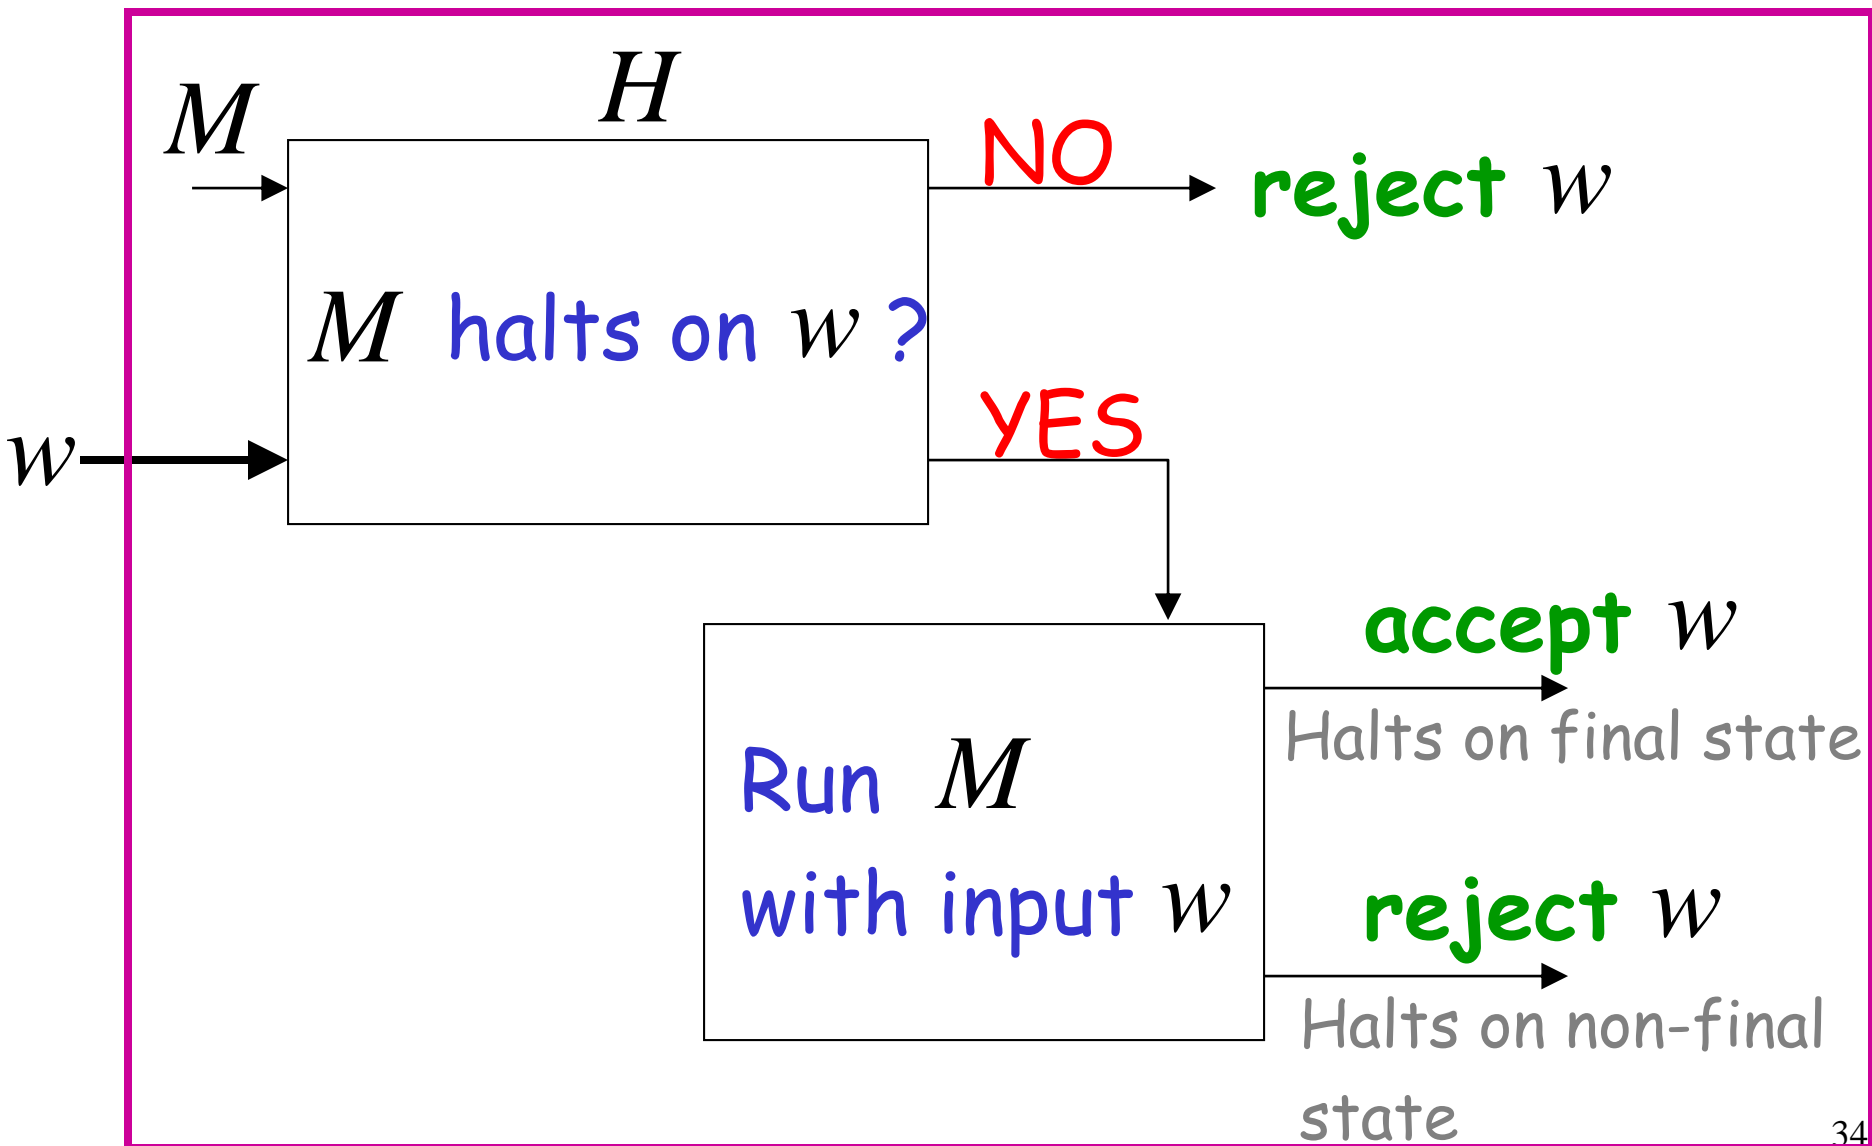 H
M
NO
reject w
M halts on w ?
YES
w
accept w
Halts on final state
Run M
with input w
reject w
Halts on non-final
state
34